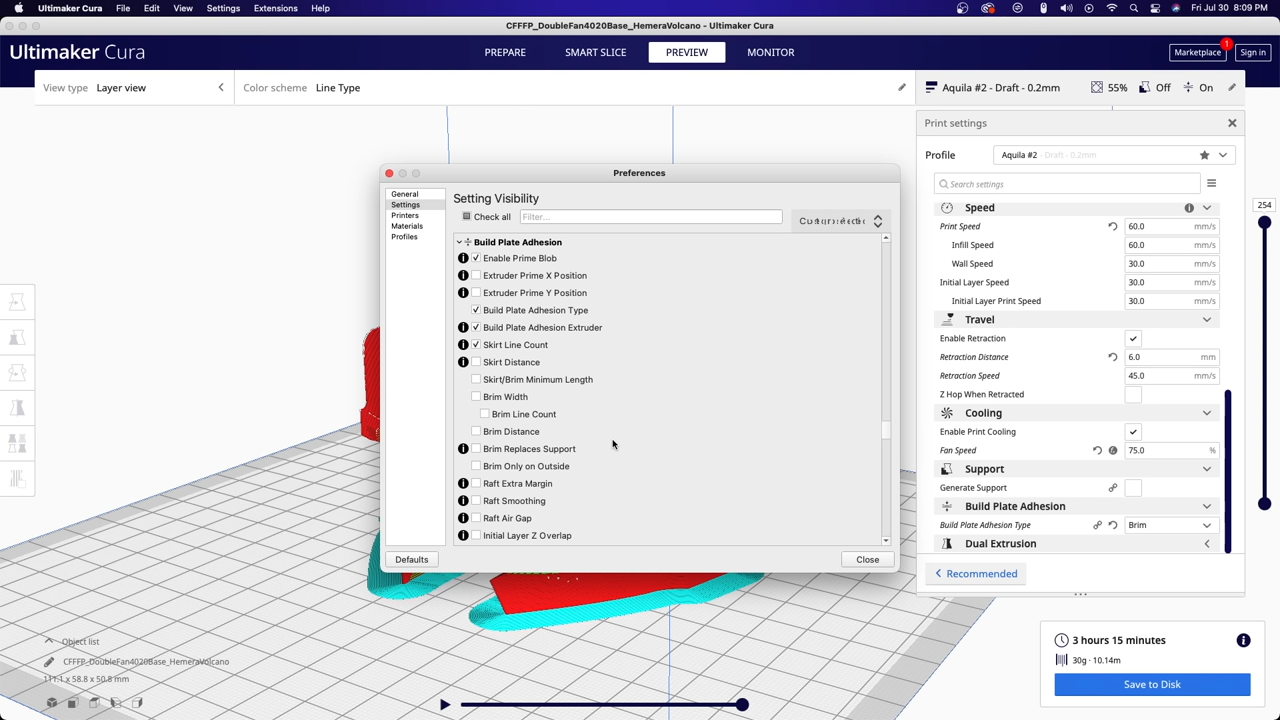 Ultimaker Cura File Edit View Settings Extensions Help Fri Jul 30 8:09 PM
CFFFP_DoubleFan4020Base_HemeraVolcano - Ultimaker Cura
Ultimaker Cura PREPARE SMART SLICE PREVIEW MONITOR Marketplace 1 Sign in
View type Layer view Color scheme Line Type Aquila #2 - Draft - 0.2mm 55% Off On
Print settings
Profile Aquila #2 - Draft - 0.2mm
Search settings
Speed
Print Speed 60.0 mm/s
Infill Speed 60.0 mm/s
Wall Speed 30.0 mm/s
Initial Layer Speed 30.0 mm/s
Initial Layer Print Speed 30.0 mm/s
Travel
Enable Retraction
Retraction Distance 6.0 mm
Retraction Speed 45.0 mm/s
Z Hop When Retracted
Cooling
Enable Print Cooling
Fan Speed 75.0 %
Support
Generate Support
Build Plate Adhesion
Build Plate Adhesion Type Brim
Dual Extrusion
Recommended
254
Preferences
General
Settings
Printers
Materials
Profiles
Setting Visibility
Check all Filter...
Build Plate Adhesion
Enable Prime Blob
Extruder Prime X Position
Extruder Prime Y Position
Build Plate Adhesion Type
Build Plate Adhesion Extruder
Skirt Line Count
Skirt Distance
Skirt/Brim Minimum Length
Brim Width
Brim Line Count
Brim Distance
Brim Replaces Support
Brim Only on Outside
Raft Extra Margin
Raft Smoothing
Raft Air Gap
Initial Layer Z Overlap
Defaults Close
Object list
CFFFP_DoubleFan4020Base_HemeraVolcano
111.1 x 58.8 x 50.8 mm
3 hours 15 minutes
30g · 10.14m
Save to Disk